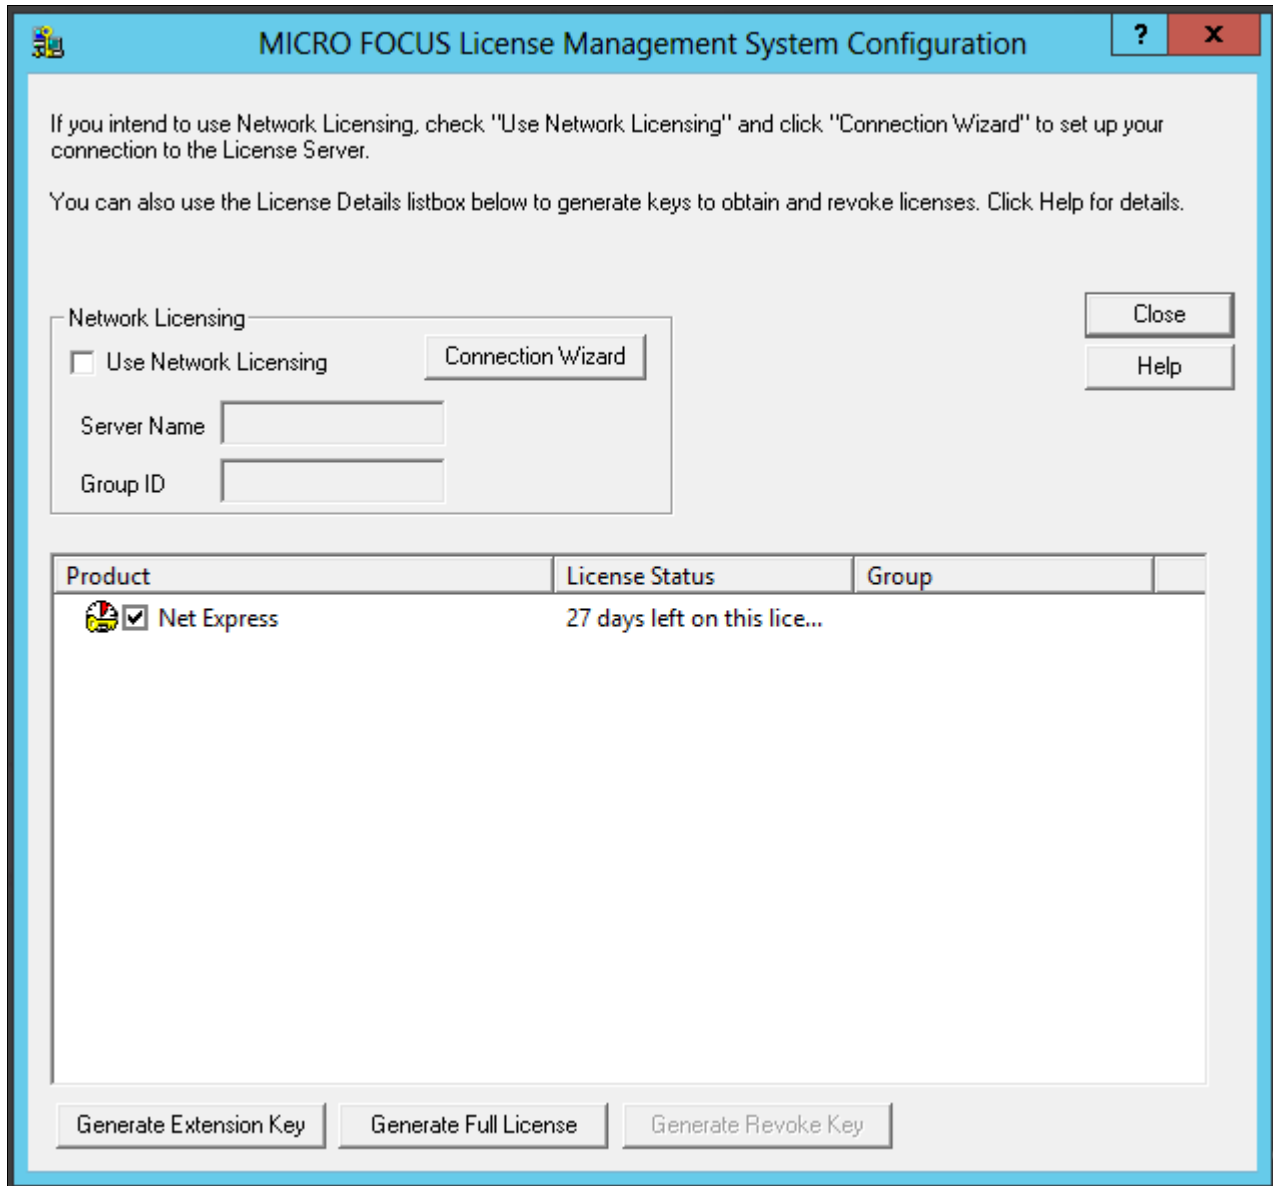 MICRO FOCUS License Management System Configuration
?
x
If you intend to use Network Licensing, check "Use Network Licensing" and click "Connection Wizard" to set up your
connection to the License Server.
You can also use the License Details listbox below to generate keys to obtain and revoke licenses. Click Help for details.
Network Licensing
Close
Use Network Licensing
Connection Wizard
Help
Server Name
Group ID
Product License Status Group
Net Express 27 days left on this lice...
Generate Extension Key Generate Full License Generate Revoke Key